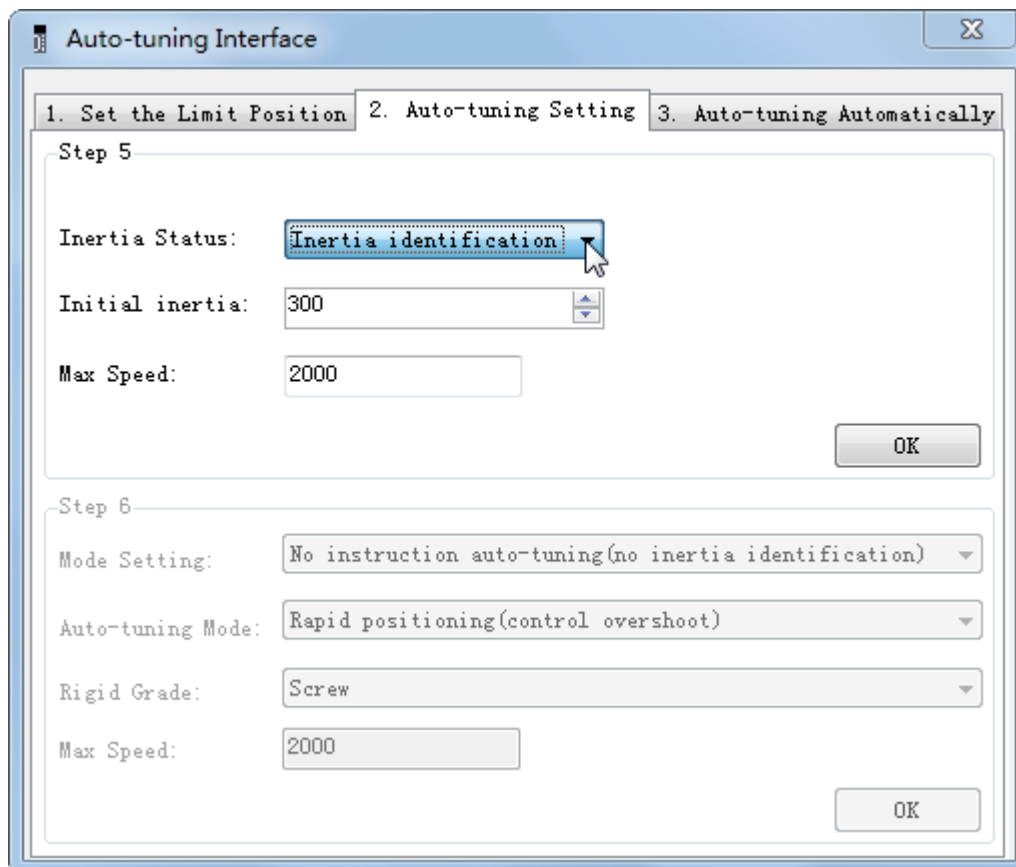 Auto-tuning Interface
1. Set the Limit Position 2. Auto-tuning Setting 3. Auto-tuning Automatically
Step 5
Inertia Status: Inertia identification
Initial inertia: 300
Max Speed: 2000
OK
Step 6
Mode Setting: No instruction auto-tuning(no inertia identification)
Auto-tuning Mode: Rapid positioning(control overshoot)
Rigid Grade: Screw
Max Speed: 2000
OK